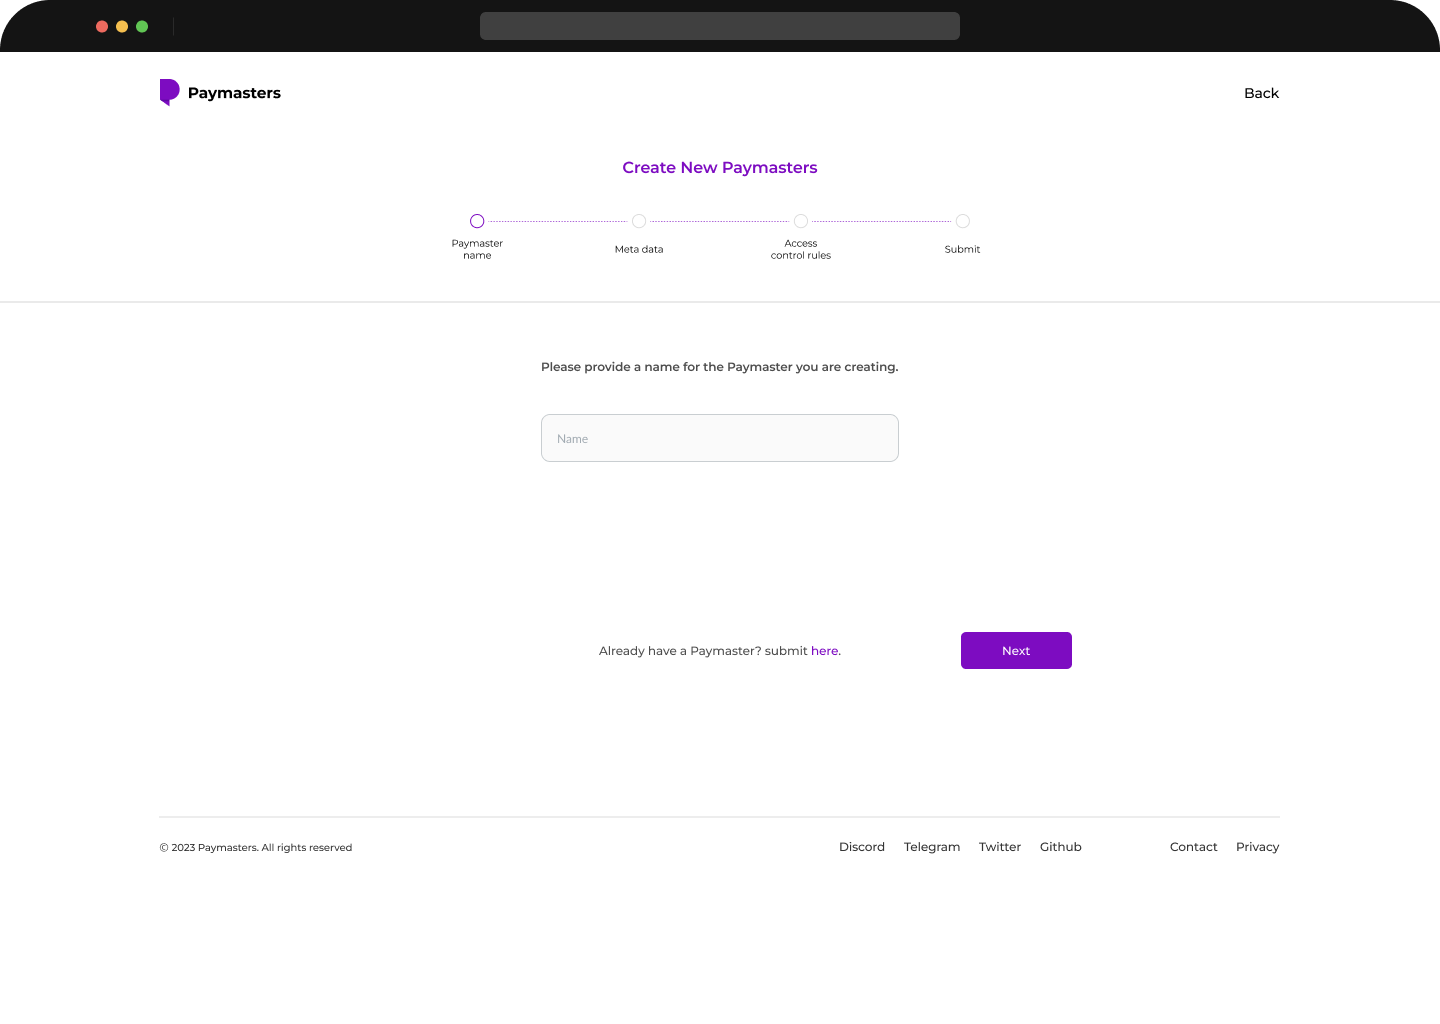 Paymasters
Back
Create New Paymasters
Paymaster
name
Meta data
Access
control rules
Submit
Please provide a name for the Paymaster you are creating.
Name
Already have a Paymaster? submit here.
Next
© 2023 Paymasters. All rights reserved
Discord
Telegram
Twitter
Github
Contact
Privacy